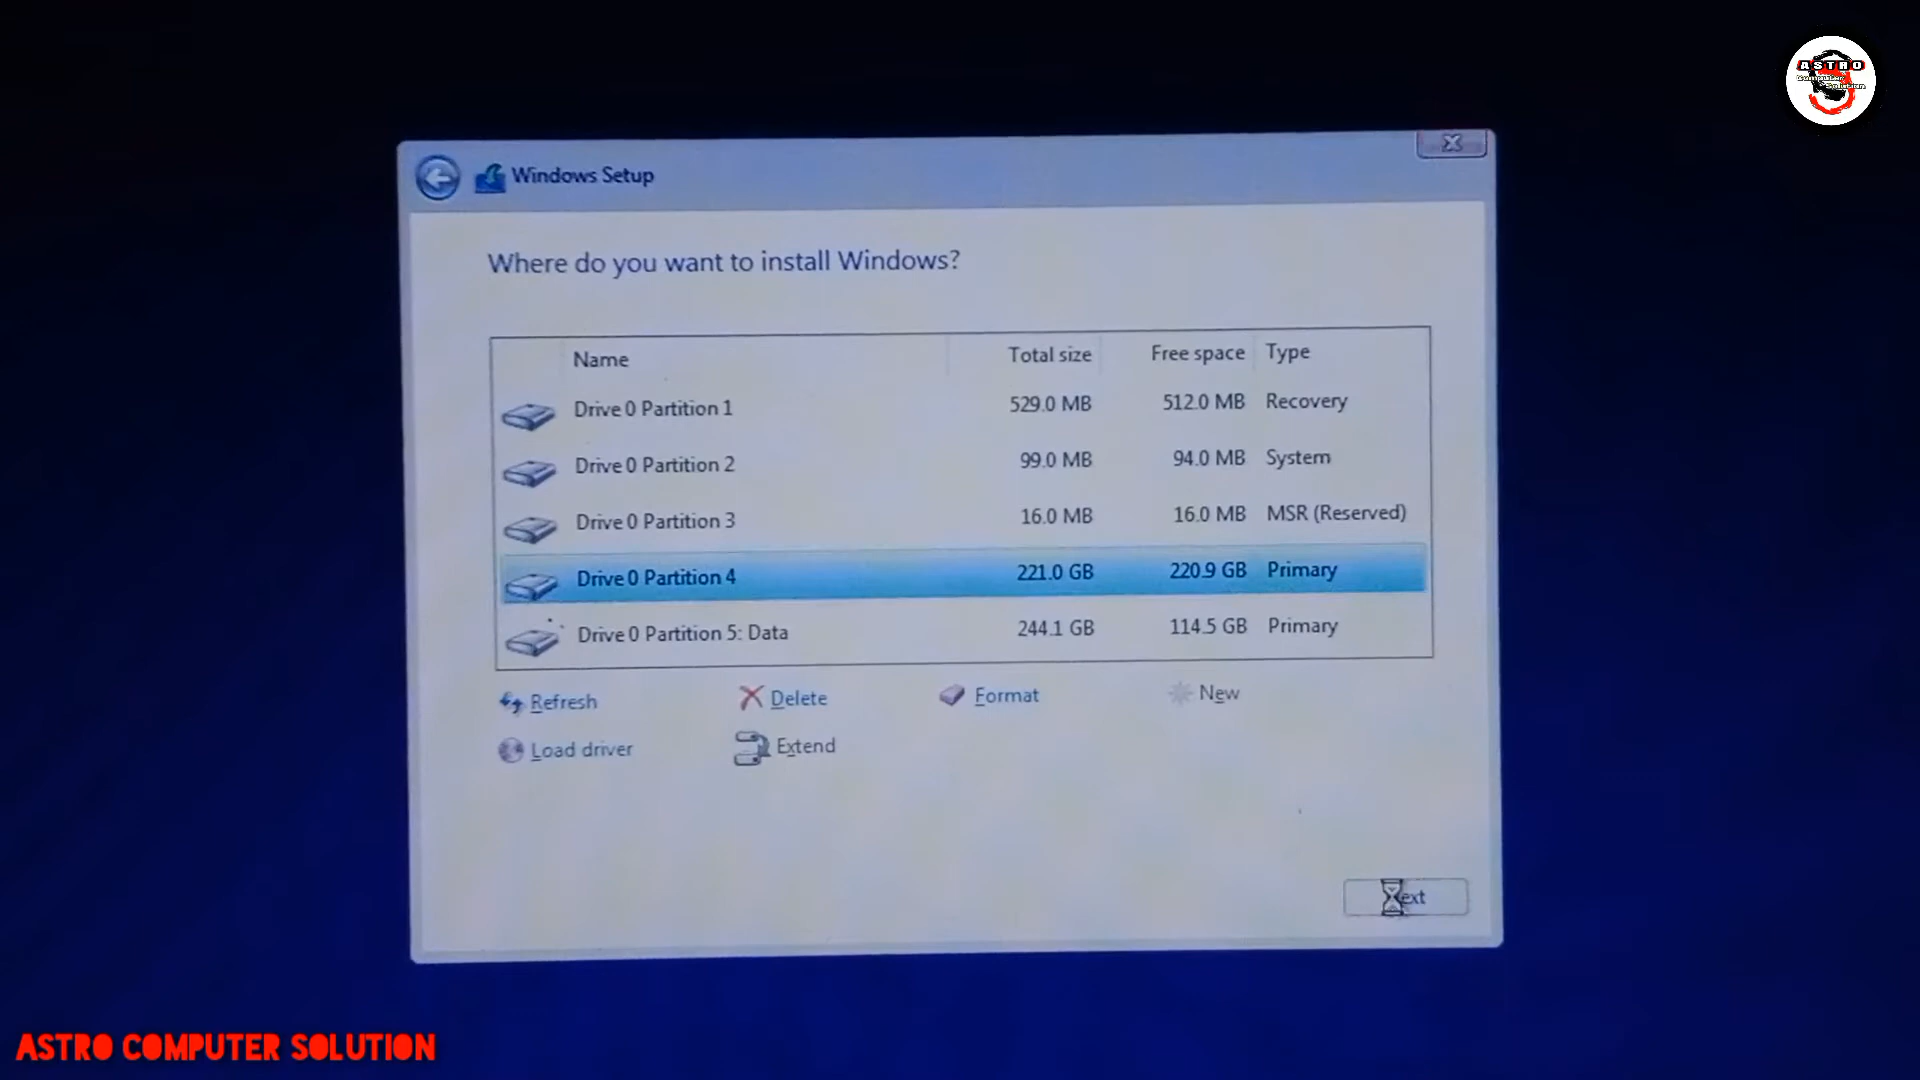 ASTRO
Windows Setup
Where do you want to install Windows?
Name Total size Free space Type
Drive 0 Partition 1 529.0 MB 512.0 MB Recovery
Drive 0 Partition 2 99.0 MB 94.0 MB System
Drive 0 Partition 3 16.0 MB 16.0 MB MSR (Reserved)
Drive 0 Partition 4 221.0 GB 220.9 GB Primary
Drive 0 Partition 5: Data 244.1 GB 114.5 GB Primary
Refresh Delete Format New
Load driver Extend
ASTRO COMPUTER SOLUTION